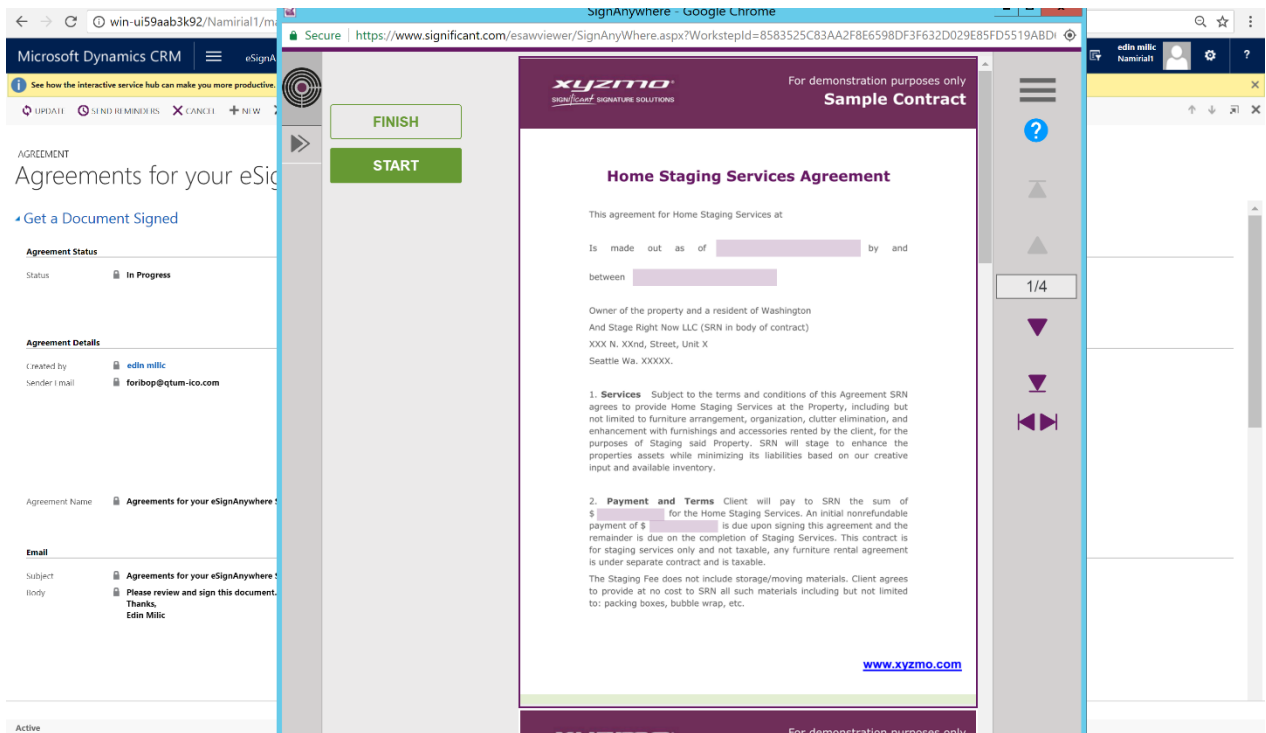 win-ui59aab3k92/Namirial1/ma
Microsoft Dynamics CRM eSignA
See how the interactive service hub can make you more productive.
UPDATE SEND REMINDERS CANCEL NEW
AGREEMENT
Agreements for your eSig
Get a Document Signed
Agreement Status
Status In Progress
Agreement Details
Created by edin milic
Sender Email foribop@qtum-ico.com
Agreement Name Agreements for your eSignAnywhere S
Email
Subject Agreements for your eSignAnywhere S
Body Please review and sign this document.
Thanks,
Edin Milic
Active
SignAnywhere - Google Chrome
Secure https://www.significant.com/esawviewer/SignAnyWhere.aspx?WorkstepId=8583525C83AA2F8E6598DF3F632D029E85FD5519ABD
FINISH
START
xyzmo
SIGNificant SIGNATURE SOLUTIONS
For demonstration purposes only
Sample Contract
Home Staging Services Agreement
This agreement for Home Staging Services at
Is made out as of by and
between
Owner of the property and a resident of Washington
And Stage Right Now LLC (SRN in body of contract)
XXX N. XXnd, Street, Unit X
Seattle Wa. XXXXX.
1. Services Subject to the terms and conditions of this Agreement SRN
agrees to provide Home Staging Services at the Property, including but
not limited to furniture arrangement, organization, clutter elimination, and
enhancement with furnishings and accessories rented by the client, for the
purposes of Staging said Property. SRN will stage to enhance the
properties assets while minimizing its liabilities based on our creative
input and available inventory.
2. Payment and Terms Client will pay to SRN the sum of
$ for the Home Staging Services. An initial nonrefundable
payment of $ is due upon signing this agreement and the
remainder is due on the completion of Staging Services. This contract is
for staging services only and not taxable, any furniture rental agreement
is under separate contract and is taxable.
The Staging Fee does not include storage/moving materials. Client agrees
to provide at no cost to SRN all such materials including but not limited
to: packing boxes, bubble wrap, etc.
www.xyzmo.com
For demonstration purposes only
1/4
edin milic
Namirial1
?